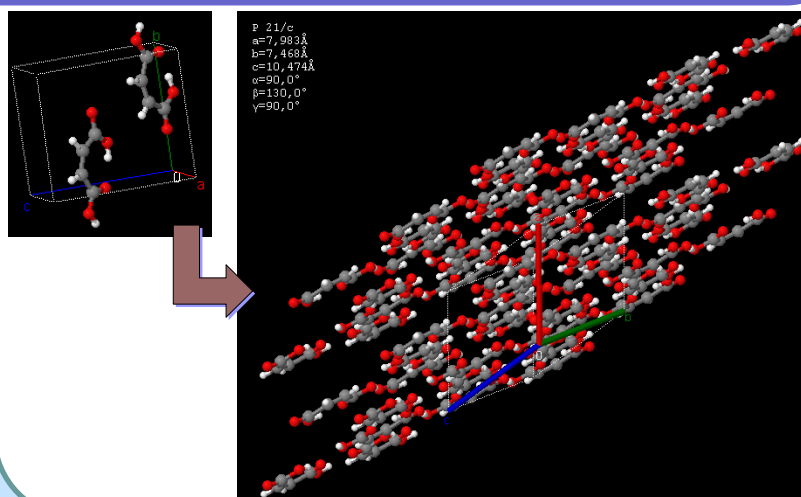 b
0
a
c
P 21/c
a=7,983Å
b=7,468Å
c=10,474Å
α=90,0°
β=130,0°
γ=90,0°
b
0
c